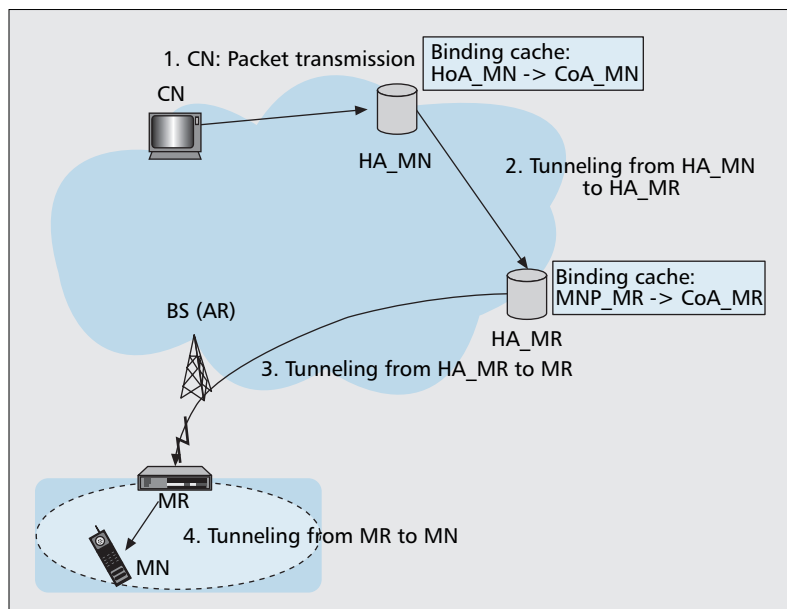 1. CN: Packet transmission
Binding cache:
HoA_MN -> CoA_MN
CN
HA_MN
2. Tunneling from HA_MN
to HA_MR
Binding cache:
MNP_MR -> CoA_MR
BS (AR)
HA_MR
3. Tunneling from HA_MR to MR
MR
4. Tunneling from MR to MN
MN